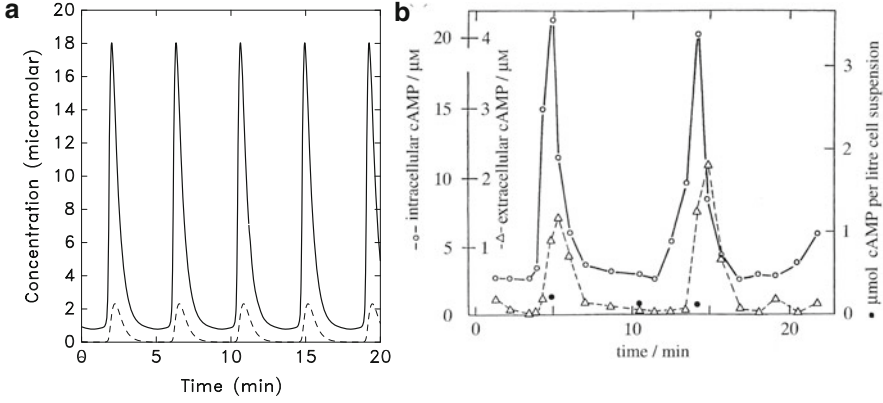 a
Concentration (micromolar)
20
18
16
14
12
10
8
6
4
2
0
0 5 10 15 20
Time (min)
b
-o- intracellular cAMP / μM
20
15
10
5
0
-△- extracellular cAMP / μM
4
3
2
1
3
2
1
0
• μmol cAMP per litre cell suspension
0 10 20
time / min